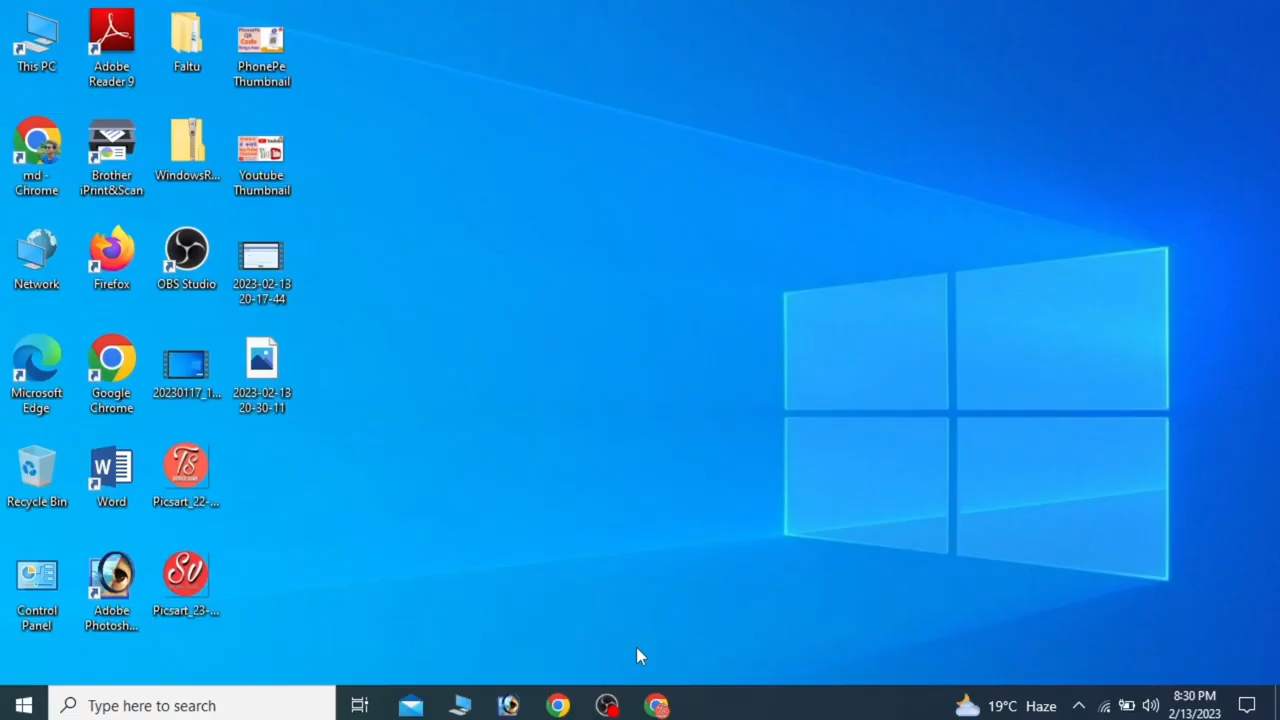 This PC
Adobe
Reader 9
Faltu
PhonePe
Thumbnail
md -
Chrome
Brother
iPrint&Scan
WindowsR...
Youtube
Thumbnail
Network
Firefox
OBS Studio
2023-02-13
20-17-44
Microsoft
Edge
Google
Chrome
20230117_1...
2023-02-13
20-30-11
Recycle Bin
Word
Picsart_22-...
Control
Panel
Adobe
Photosh...
Picsart_23-...
Type here to search
19°C Haze
8:30 PM
2/13/2023